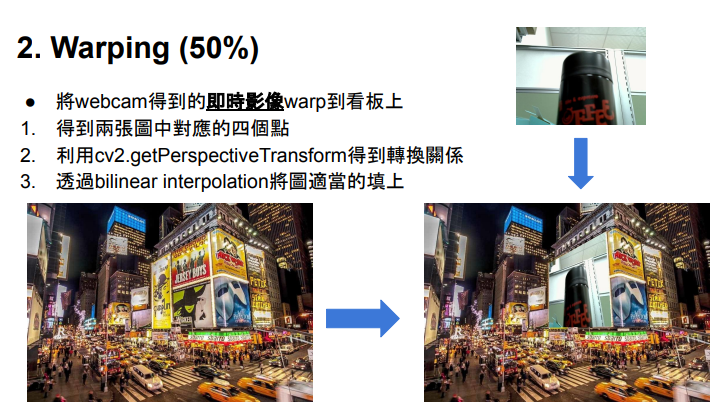 2. Warping (50%)
● 將webcam得到的即時影像warp到看板上
1. 得到兩張圖中對應的四個點
2. 利用cv2.getPerspectiveTransform得到轉換關係
3. 透過bilinear interpolation將圖適當的填上
JERSEY BOYS